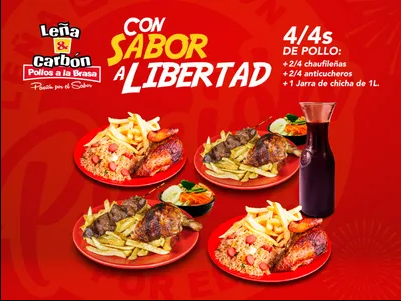 Leña
&
Carbón
Pollos a la Brasa
Pasión por el Sabor
CON
SABOR
A LIBERTAD
4/4s
DE POLLO:
+2/4 chaufileñas
+2/4 anticucheros
+1 Jarra de chicha de 1L.